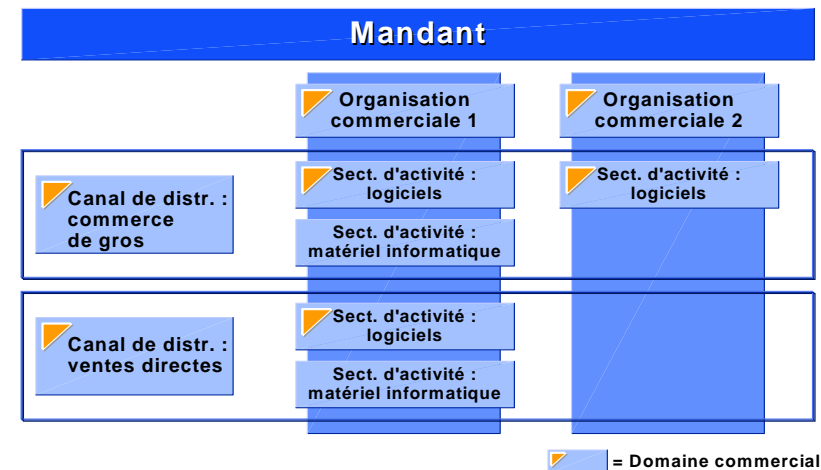 Mandant
Organisation
commerciale 1
Organisation
commerciale 2
Canal de distr. :
commerce
de gros
Sect. d'activité :
logiciels
Sect. d'activité :
logiciels
Sect. d'activité :
matériel informatique
Canal de distr. :
ventes directes
Sect. d'activité :
logiciels
Sect. d'activité :
matériel informatique
= Domaine commercial